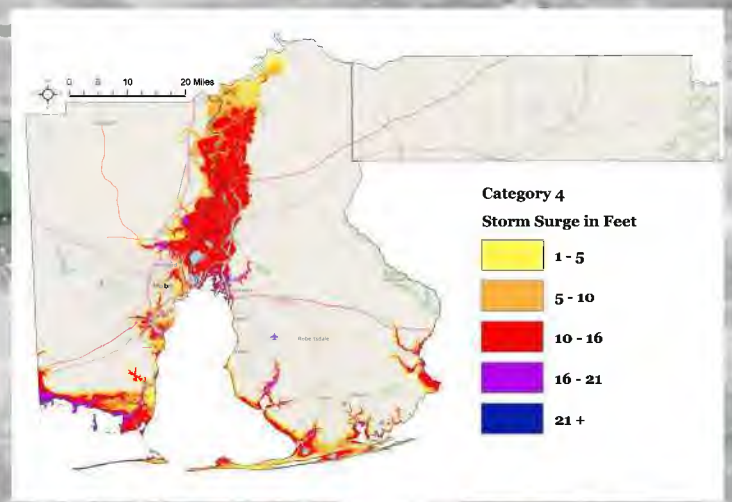 0 5 10 20 Miles
Category 4
Storm Surge in Feet
1 - 5
5 - 10
10 - 16
16 - 21
21 +